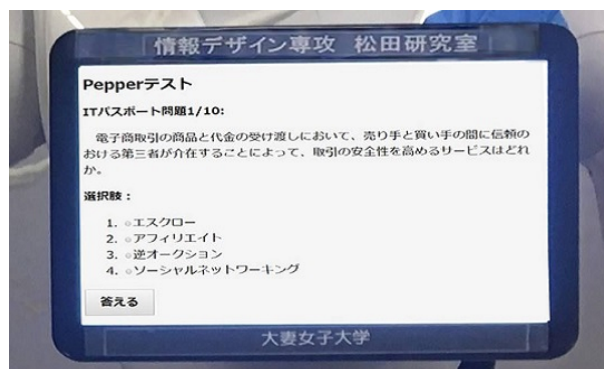 情報デザイン専攻 松田研究室
Pepperテスト
ITパスポート問題1/10:
電子商取引の商品と代金の受け渡しにおいて、売り手と買い手の間に信頼の
おける第三者が介在することによって、取引の安全性を高めるサービスはどれ
か。
選択肢：
1. エスクロー
2. アフィリエイト
3. 逆オークション
4. ソーシャルネットワーキング
答える
大妻女子大学